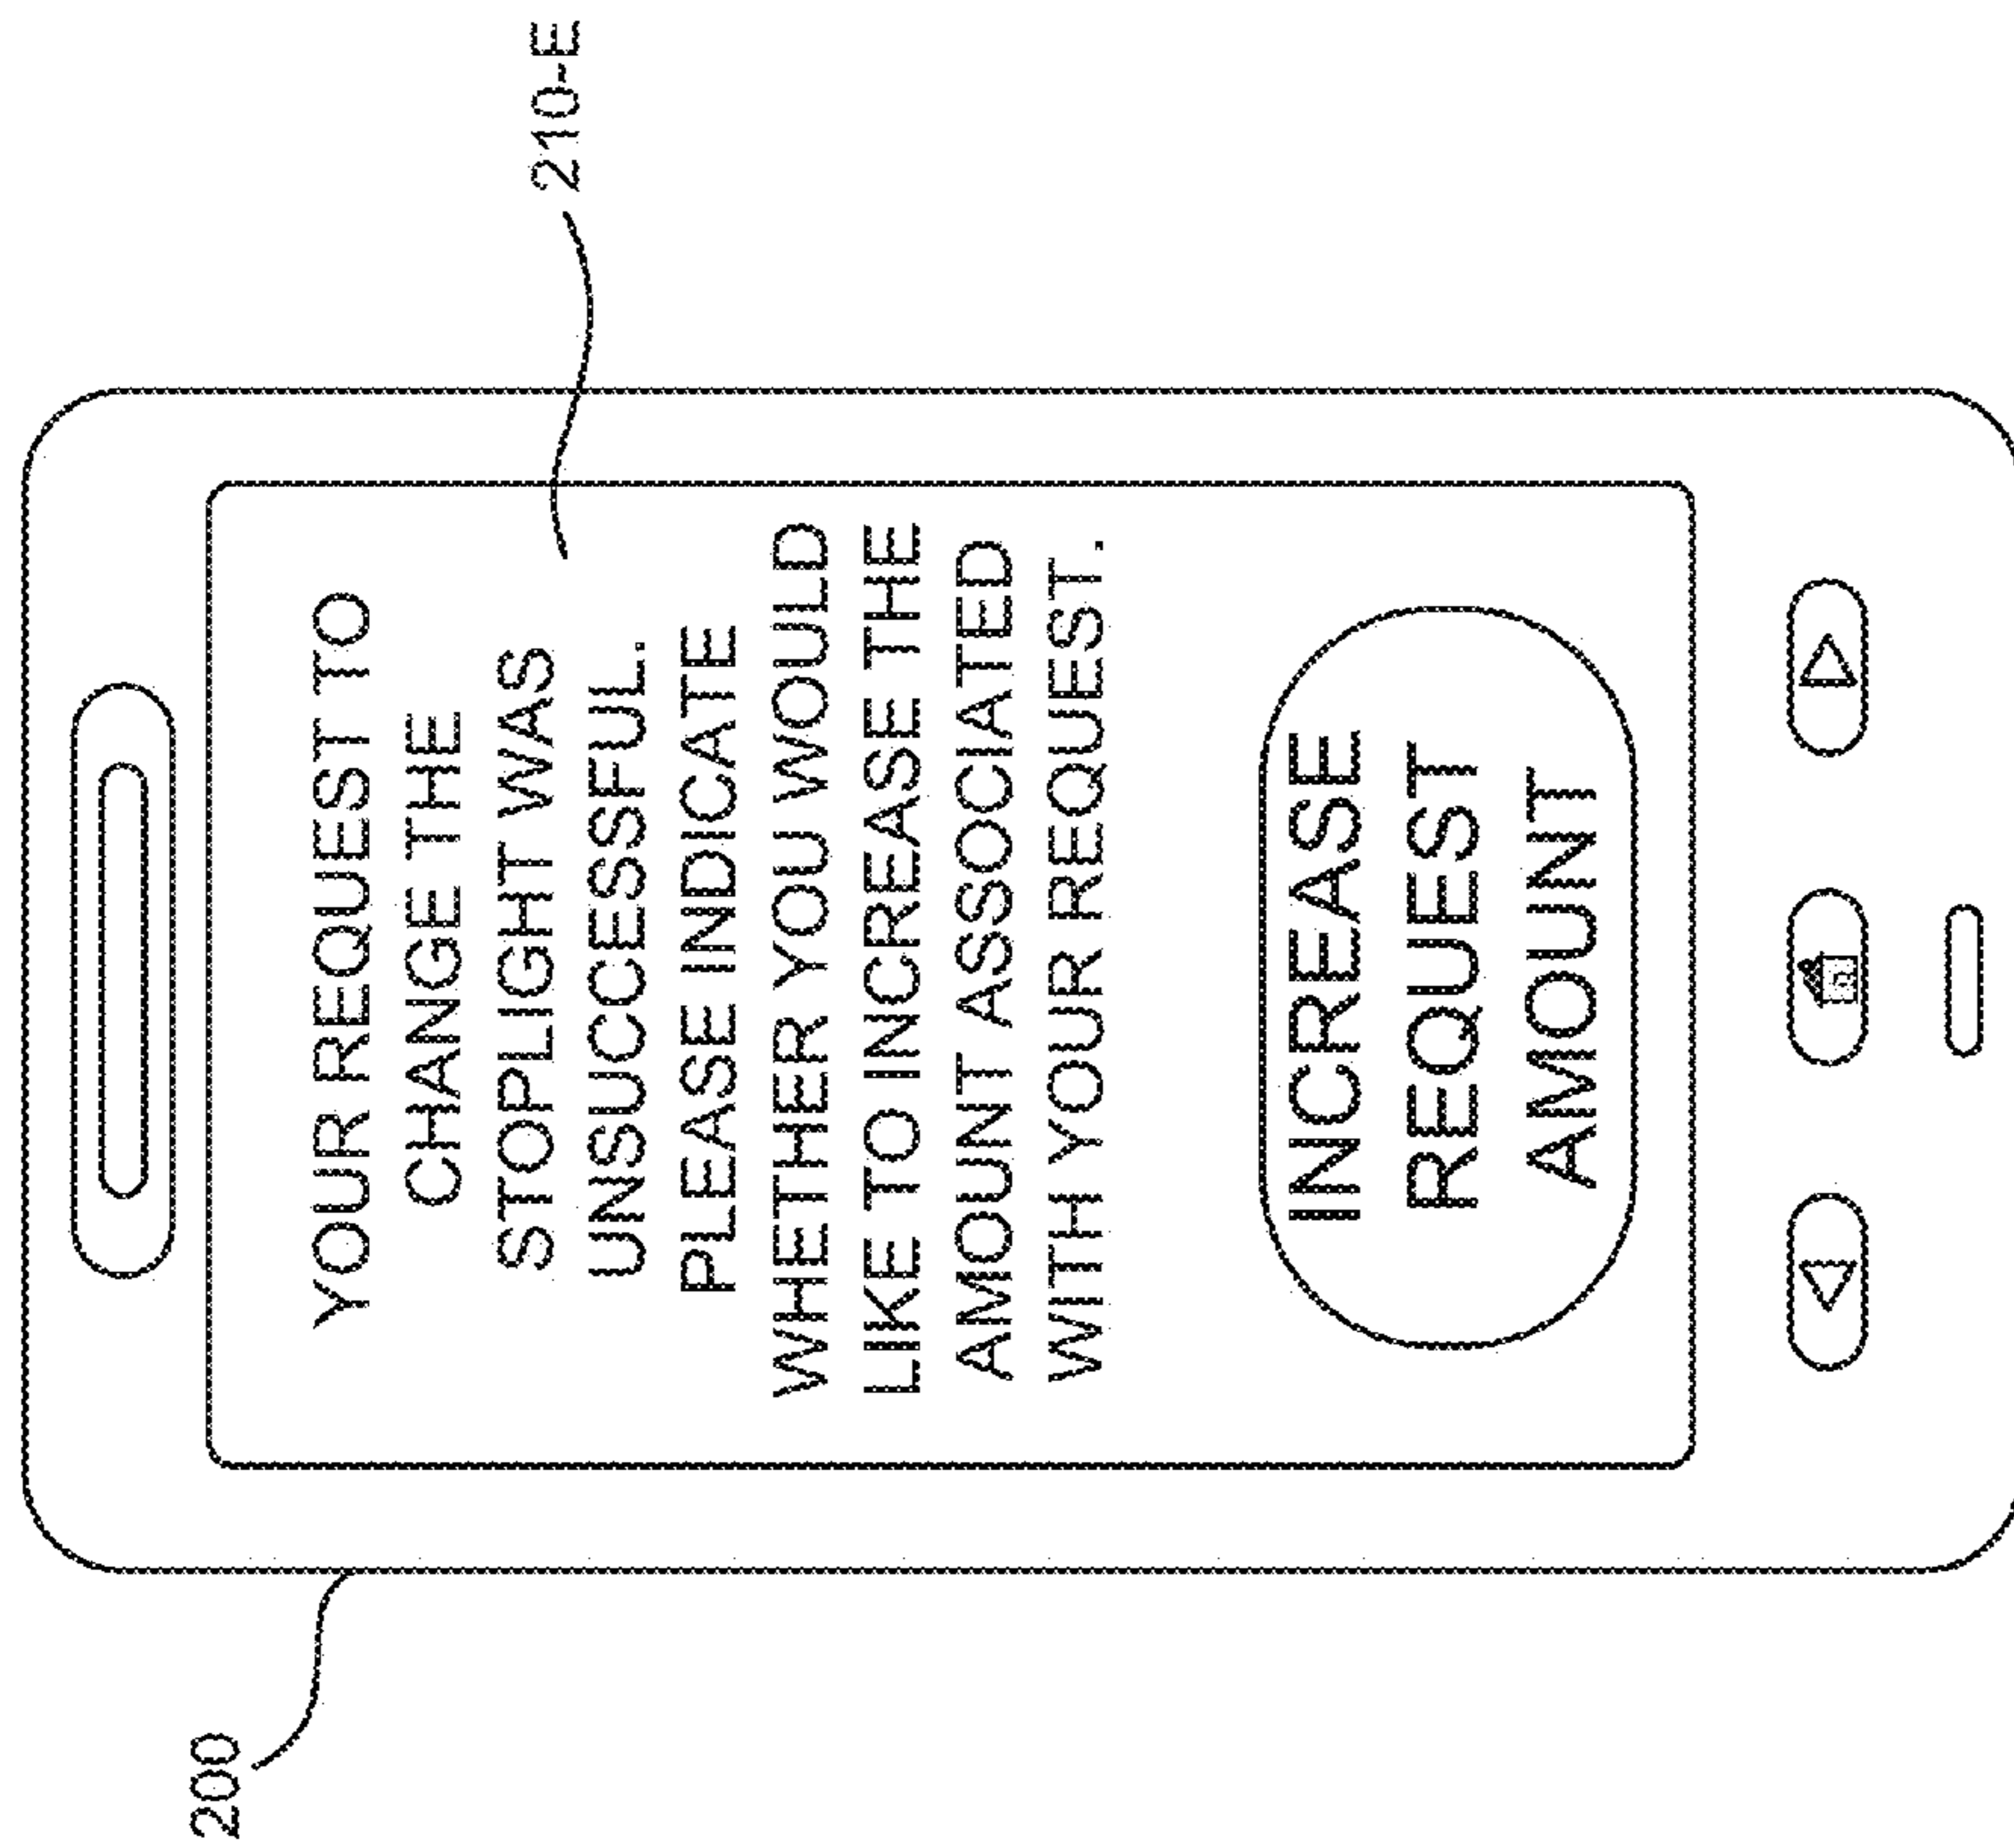 210-E
YOUR REQUEST TO
CHANGE THE
STOPLIGHT WAS
UNSUCCESSFUL.
PLEASE INDICATE
WHETHER YOU WOULD
LIKE TO INCREASE THE
AMOUNT ASSOCIATED
WITH YOUR REQUEST.
INCREASE
REQUEST
AMOUNT
200